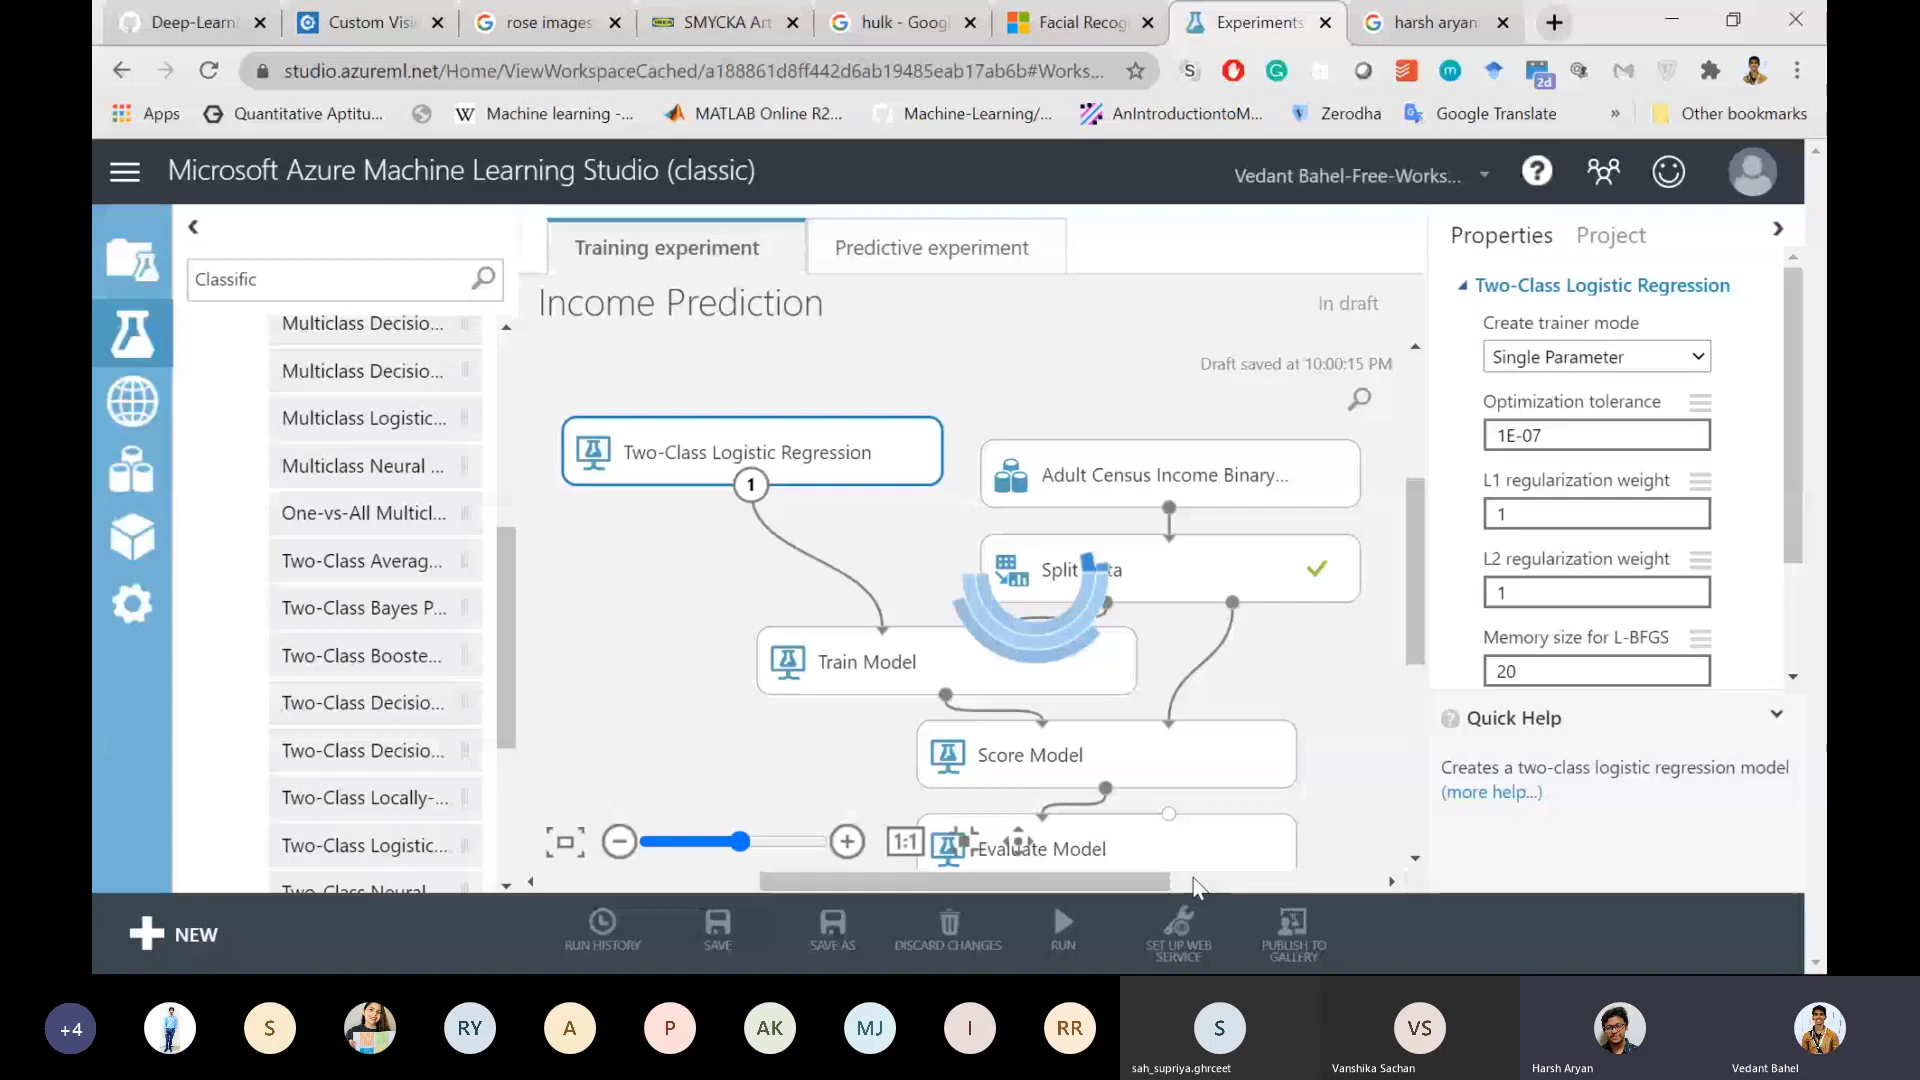 Deep-Learn
Custom Visi
rose images
IKEA
SMYCKA Art
hulk - Goog
Facial Recog
Experiments
harsh aryan
studio.azureml.net/Home/ViewWorkspaceCached/a188861d8ff442d6ab19485eab17ab6b#Works...
2d
Apps
Quantitative Aptitu...
Machine learning -...
MATLAB Online R2...
Machine-Learning/...
AnIntroductiontoM...
Zerodha
Google Translate
»
Other bookmarks
Microsoft Azure Machine Learning Studio (classic)
Vedant Bahel-Free-Works...
Classific
Multiclass Decisio...
Multiclass Decisio...
Multiclass Logistic...
Multiclass Neural ...
One-vs-All Multicl...
Two-Class Averag...
Two-Class Bayes P...
Two-Class Booste...
Two-Class Decisio...
Two-Class Decisio...
Two-Class Locally-...
Two-Class Logistic...
Two-Class Neural
Training experiment
Predictive experiment
Income Prediction
In draft
Draft saved at 10:00:15 PM
Two-Class Logistic Regression
1
Adult Census Income Binary...
Split
Train Model
Score Model
Evaluate Model
1:1
Properties
Project
Two-Class Logistic Regression
Create trainer mode
Single Parameter
Optimization tolerance
1E-07
L1 regularization weight
1
L2 regularization weight
1
Memory size for L-BFGS
20
Quick Help
Creates a two-class logistic regression model
(more help...)
NEW
RUN HISTORY
SAVE
SAVE AS
DISCARD CHANGES
RUN
SET UP WEB
SERVICE
PUBLISH TO
GALLERY
+4
S
RY
A
P
AK
MJ
I
RR
S
sah_supriya.ghrceet
VS
Vanshika Sachan
Harsh Aryan
Vedant Bahel